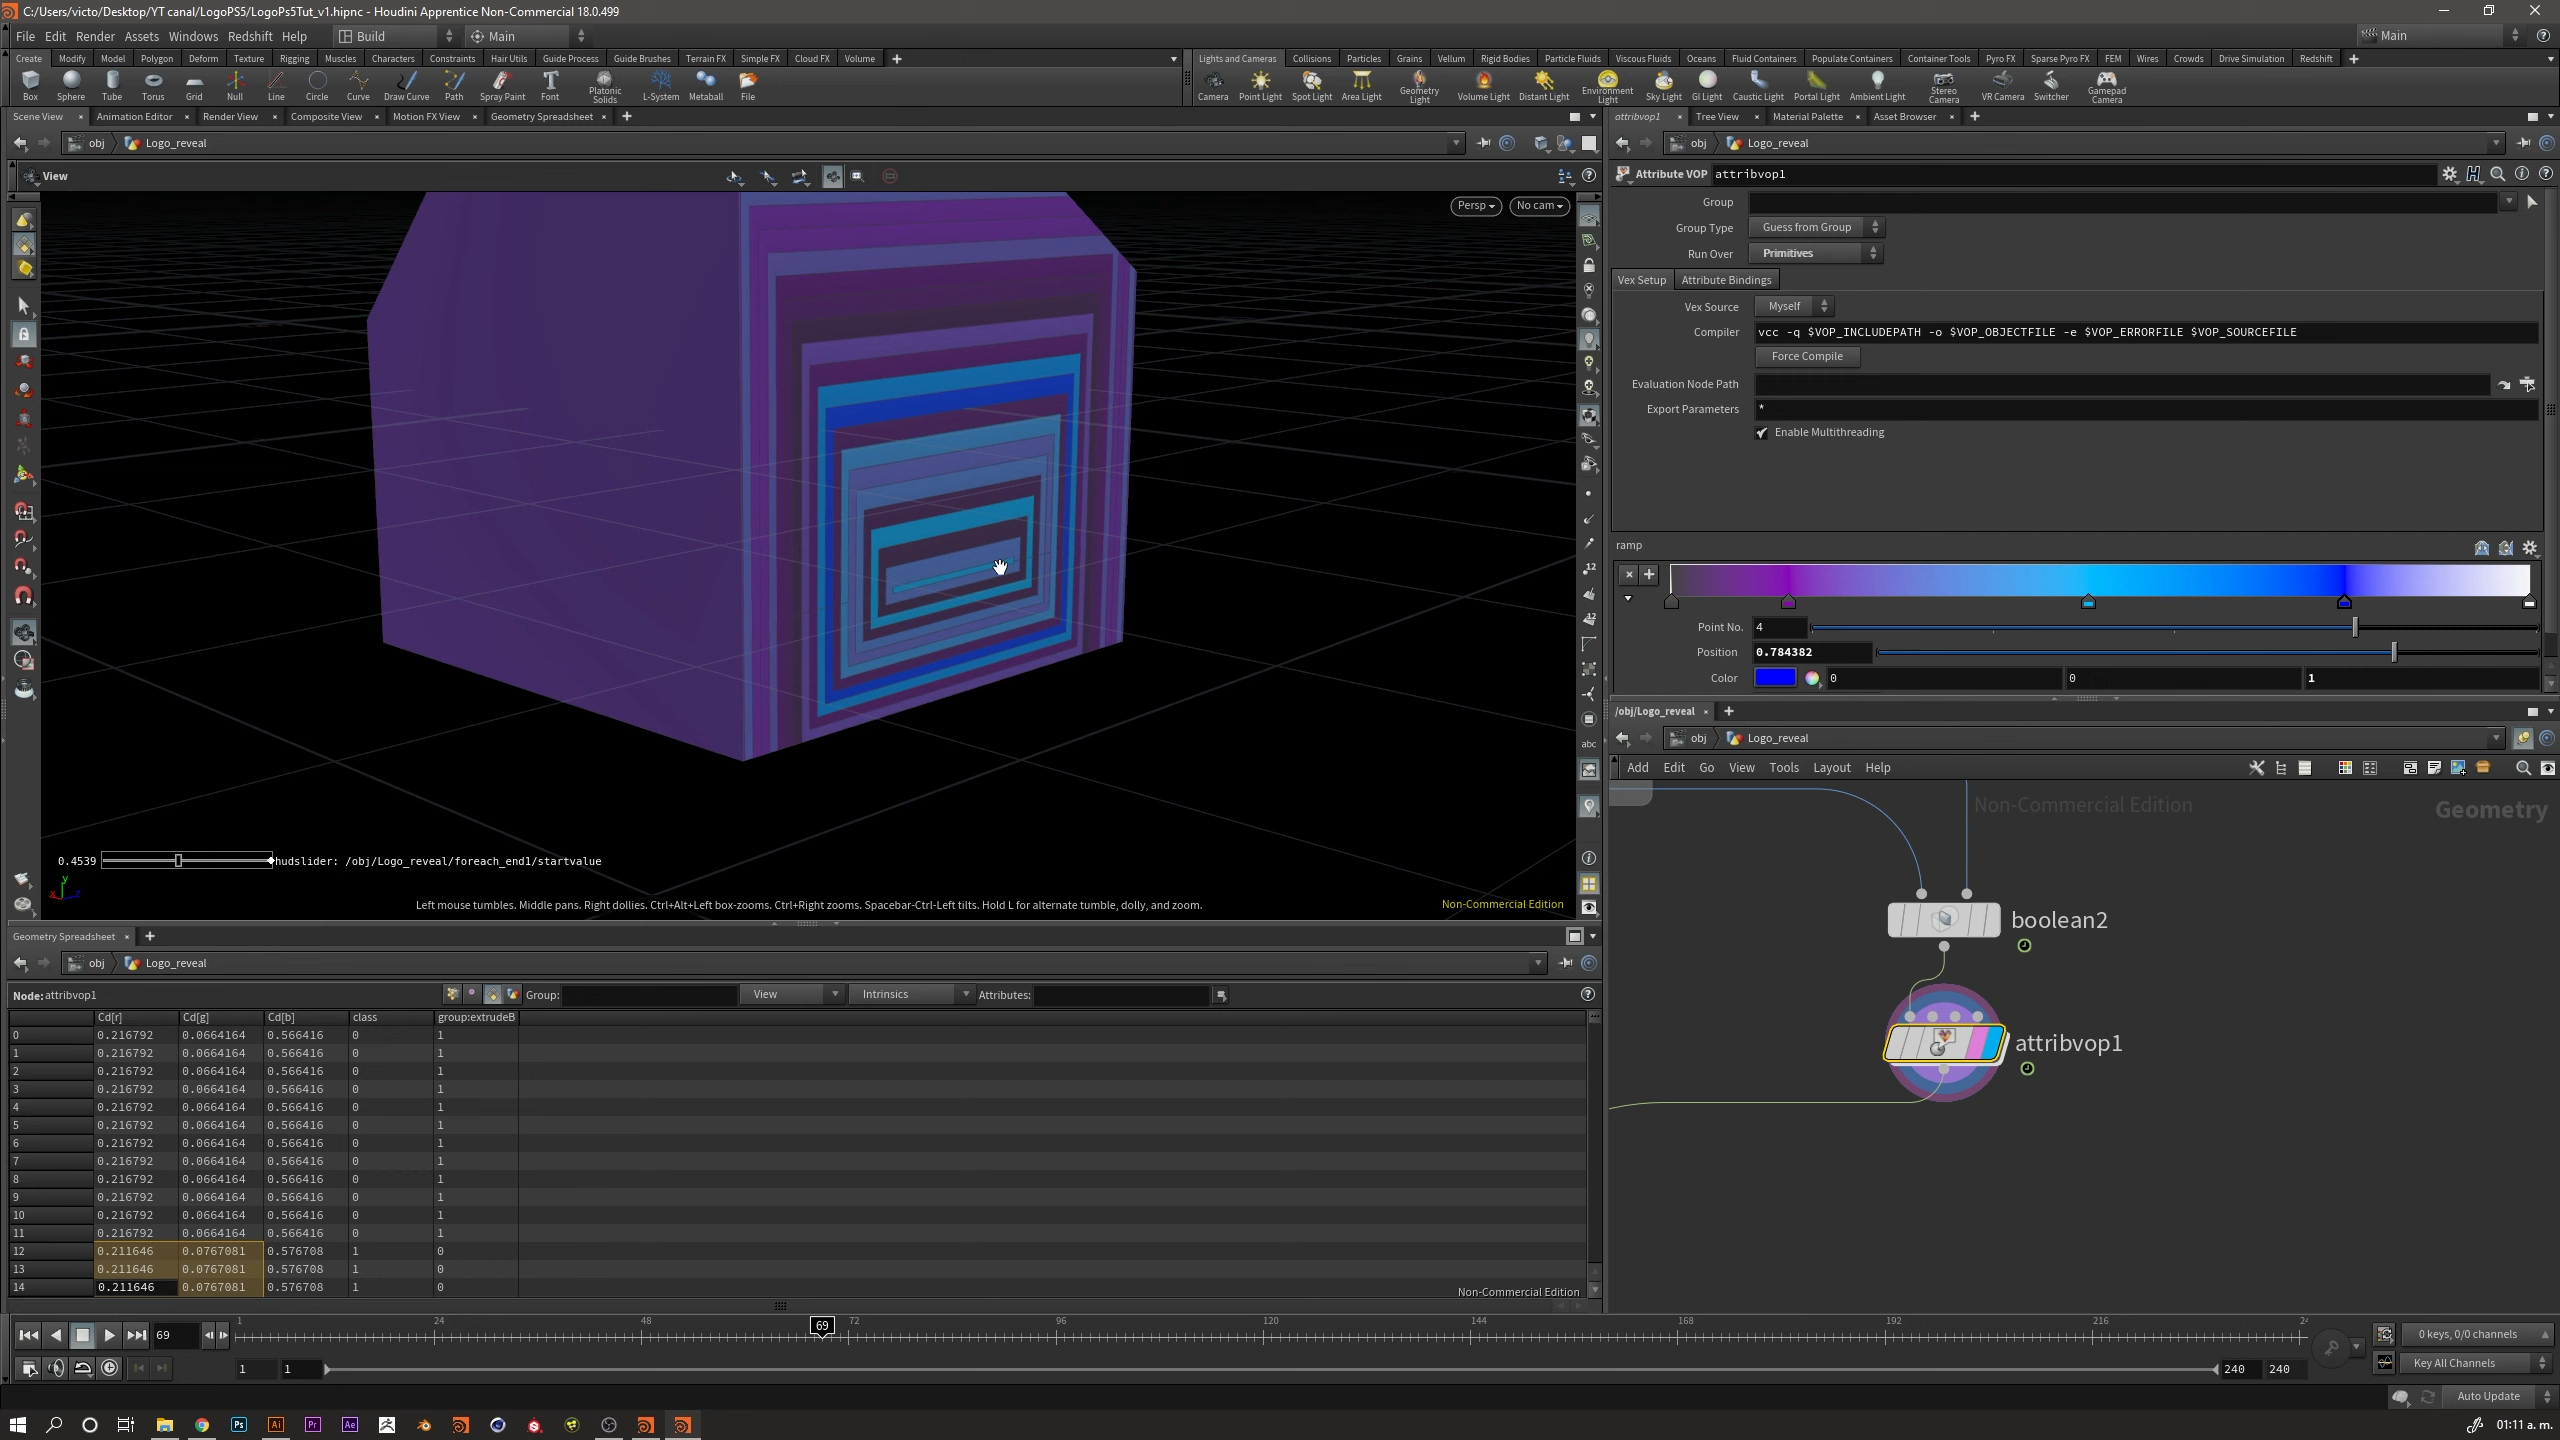 C:/Users/victo/Desktop/YT canal/LogoPS5/LogoPs5Tut_v1.hipnc - Houdini Apprentice Non-Commercial 18.0.499
File Edit Render Assets Windows Redshift Help Build Main Main
Create Modify Model Polygon Deform Texture Rigging Muscles Characters Constraints Hair Utils Guide Process Guide Brushes Terrain FX Simple FX Cloud FX Volume
Box Sphere Tube Torus Grid Null Line Circle Curve Draw Curve Path Spray Paint Font Platonic Solids L-System Metaball File
Lights and Cameras Collisions Particles Grains Vellum Rigid Bodies Particle Fluids Viscous Fluids Oceans Fluid Containers Populate Containers Container Tools Pyro FX Sparse Pyro FX FEM Wires Crowds Drive Simulation Redshift
Camera Point Light Spot Light Area Light Geometry Light Volume Light Distant Light Environment Light Sky Light GI Light Caustic Light Portal Light Ambient Light Stereo Camera VR Camera Switcher Gamepad Camera
Scene View Animation Editor Render View Composite View Motion FX View Geometry Spreadsheet
obj Logo_reveal
View
Persp No cam
0.4539 hudslider: /obj/Logo_reveal/foreach_end1/startvalue
Left mouse tumbles. Middle pans. Right dollies. Ctrl+Alt+Left box-zooms. Ctrl+Right zooms. Spacebar-Ctrl-Left tilts. Hold L for alternate tumble, dolly, and zoom.
Non-Commercial Edition
attribvop1 Tree View Material Palette Asset Browser
obj Logo_reveal
Attribute VOP attribvop1
Group
Group Type Guess from Group
Run Over Primitives
Vex Setup Attribute Bindings
Vex Source Myself
Compiler vcc -q $VOP_INCLUDEPATH -o $VOP_OBJECTFILE -e $VOP_ERRORFILE $VOP_SOURCEFILE
Force Compile
Evaluation Node Path
Export Parameters *
Enable Multithreading
ramp
Point No. 4
Position 0.784382
Color 0 0 1
/obj/Logo_reveal
obj Logo_reveal
Add Edit Go View Tools Layout Help
Non-Commercial Edition
Geometry
boolean2
attribvop1
Geometry Spreadsheet
obj Logo_reveal
Node: attribvop1 Group: View Intrinsics Attributes:
Cd[r] Cd[g] Cd[b] class group:extrudeB
0 0.216792 0.0664164 0.566416 0 1
1 0.216792 0.0664164 0.566416 0 1
2 0.216792 0.0664164 0.566416 0 1
3 0.216792 0.0664164 0.566416 0 1
4 0.216792 0.0664164 0.566416 0 1
5 0.216792 0.0664164 0.566416 0 1
6 0.216792 0.0664164 0.566416 0 1
7 0.216792 0.0664164 0.566416 0 1
8 0.216792 0.0664164 0.566416 0 1
9 0.216792 0.0664164 0.566416 0 1
10 0.216792 0.0664164 0.566416 0 1
11 0.216792 0.0664164 0.566416 0 1
12 0.211646 0.0767081 0.576708 1 0
13 0.211646 0.0767081 0.576708 1 0
14 0.211646 0.0767081 0.576708 1 0
Non-Commercial Edition
69 1 24 48 69 72 96 120 144 168 192 216
0 keys, 0/0 channels
1 1 240 240
Key All Channels
Auto Update
01:11 a. m.